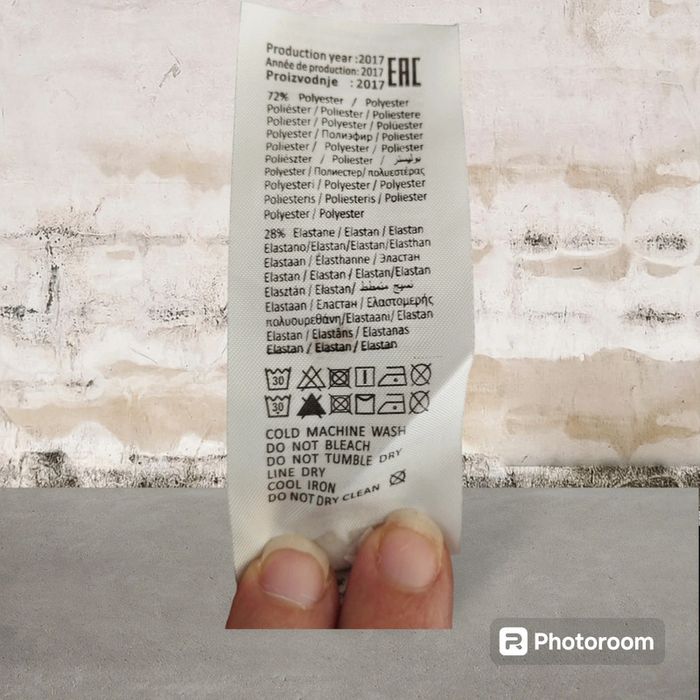 Production year :2017
Année de production: 2017
Proizvodnje : 2017
EAC
72% Polyester / Polyester
Poliéster / Poliester / Poliestere
Poliester / Polyester / Polüester
Polyester / Полиэфир / Poliester
Poliester / Polyester / Poliester
Poliészter / Poliester / بوليستر
Polyester / Полиестер/ πολυεστέρας
Polyesteri / Polyester / Polyester
Poliesteris / Poliesteris / Poliester
Polyester / Polyester
28% Elastane / Elastan / Elastan
Elastano/Elastan/Elastan/Elasthan
Elastaan / Élasthanne / Эластан
Elastan / Elastan / Elastan/Elastan
Elasztán / Elastan/ نسيج منمطط
Elastaan / Еластан / Ελαστομερής
πολυουρεθάνη/Elastaani/ Elastan
Elastan / Elastāns / Elastanas
Elastan / Elastan / Elastan
30
30
COLD MACHINE WASH
DO NOT BLEACH
DO NOT TUMBLE DRY
LINE DRY
COOL IRON
DO NOT DRY CLEAN
Photoroom